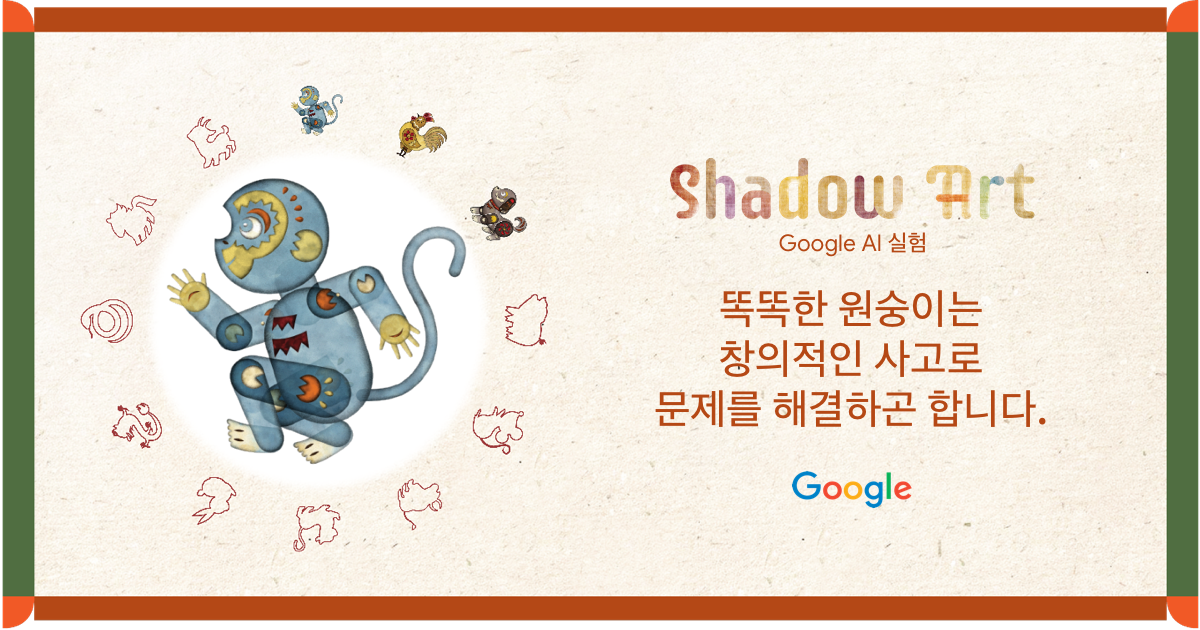 Shadow Art
Google AI 실험
똑똑한 원숭이는
창의적인 사고로
문제를 해결하곤 합니다.
Google